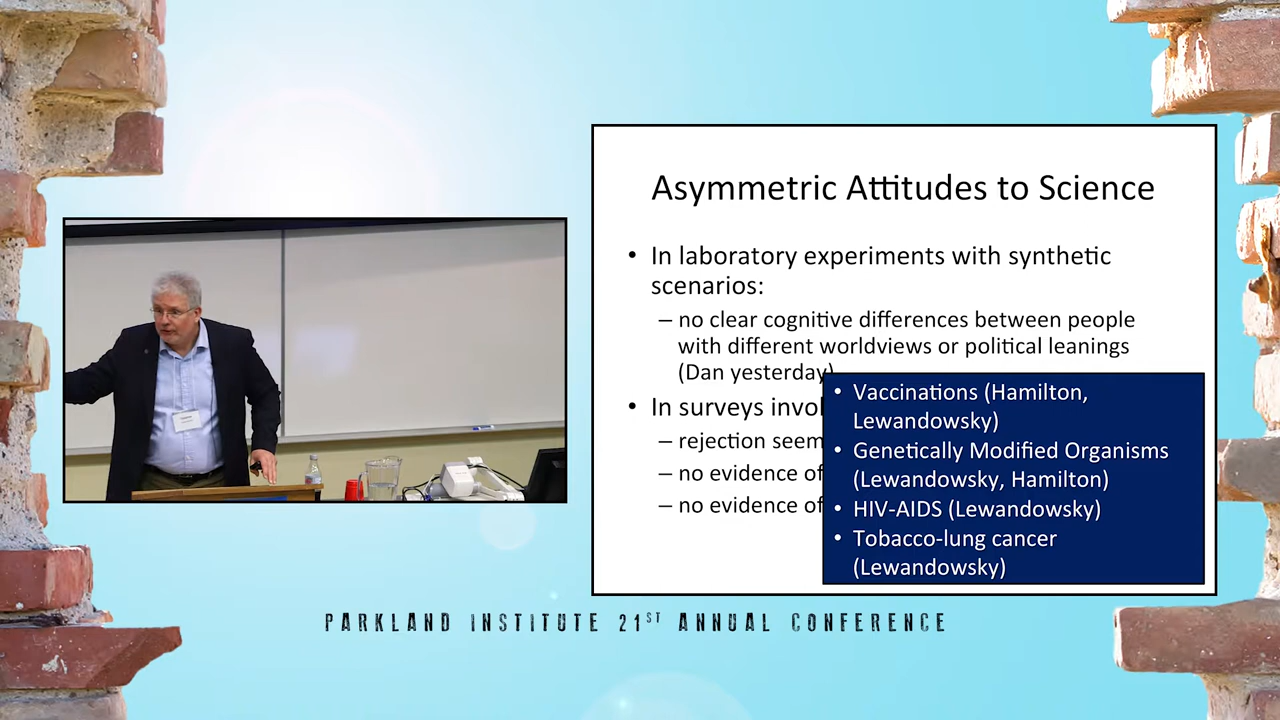 Asymmetric Attitudes to Science
• In laboratory experiments with synthetic
scenarios:
– no clear cognitive differences between people
with different worldviews or political leanings
(Dan yesterday)
• In surveys invol
– rejection seem
– no evidence of
– no evidence of
• Vaccinations (Hamilton,
Lewandowsky)
• Genetically Modified Organisms
(Lewandowsky, Hamilton)
• HIV-AIDS (Lewandowsky)
• Tobacco-lung cancer
(Lewandowsky)
PARKLAND INSTITUTE 21ST ANNUAL CONFERENCE